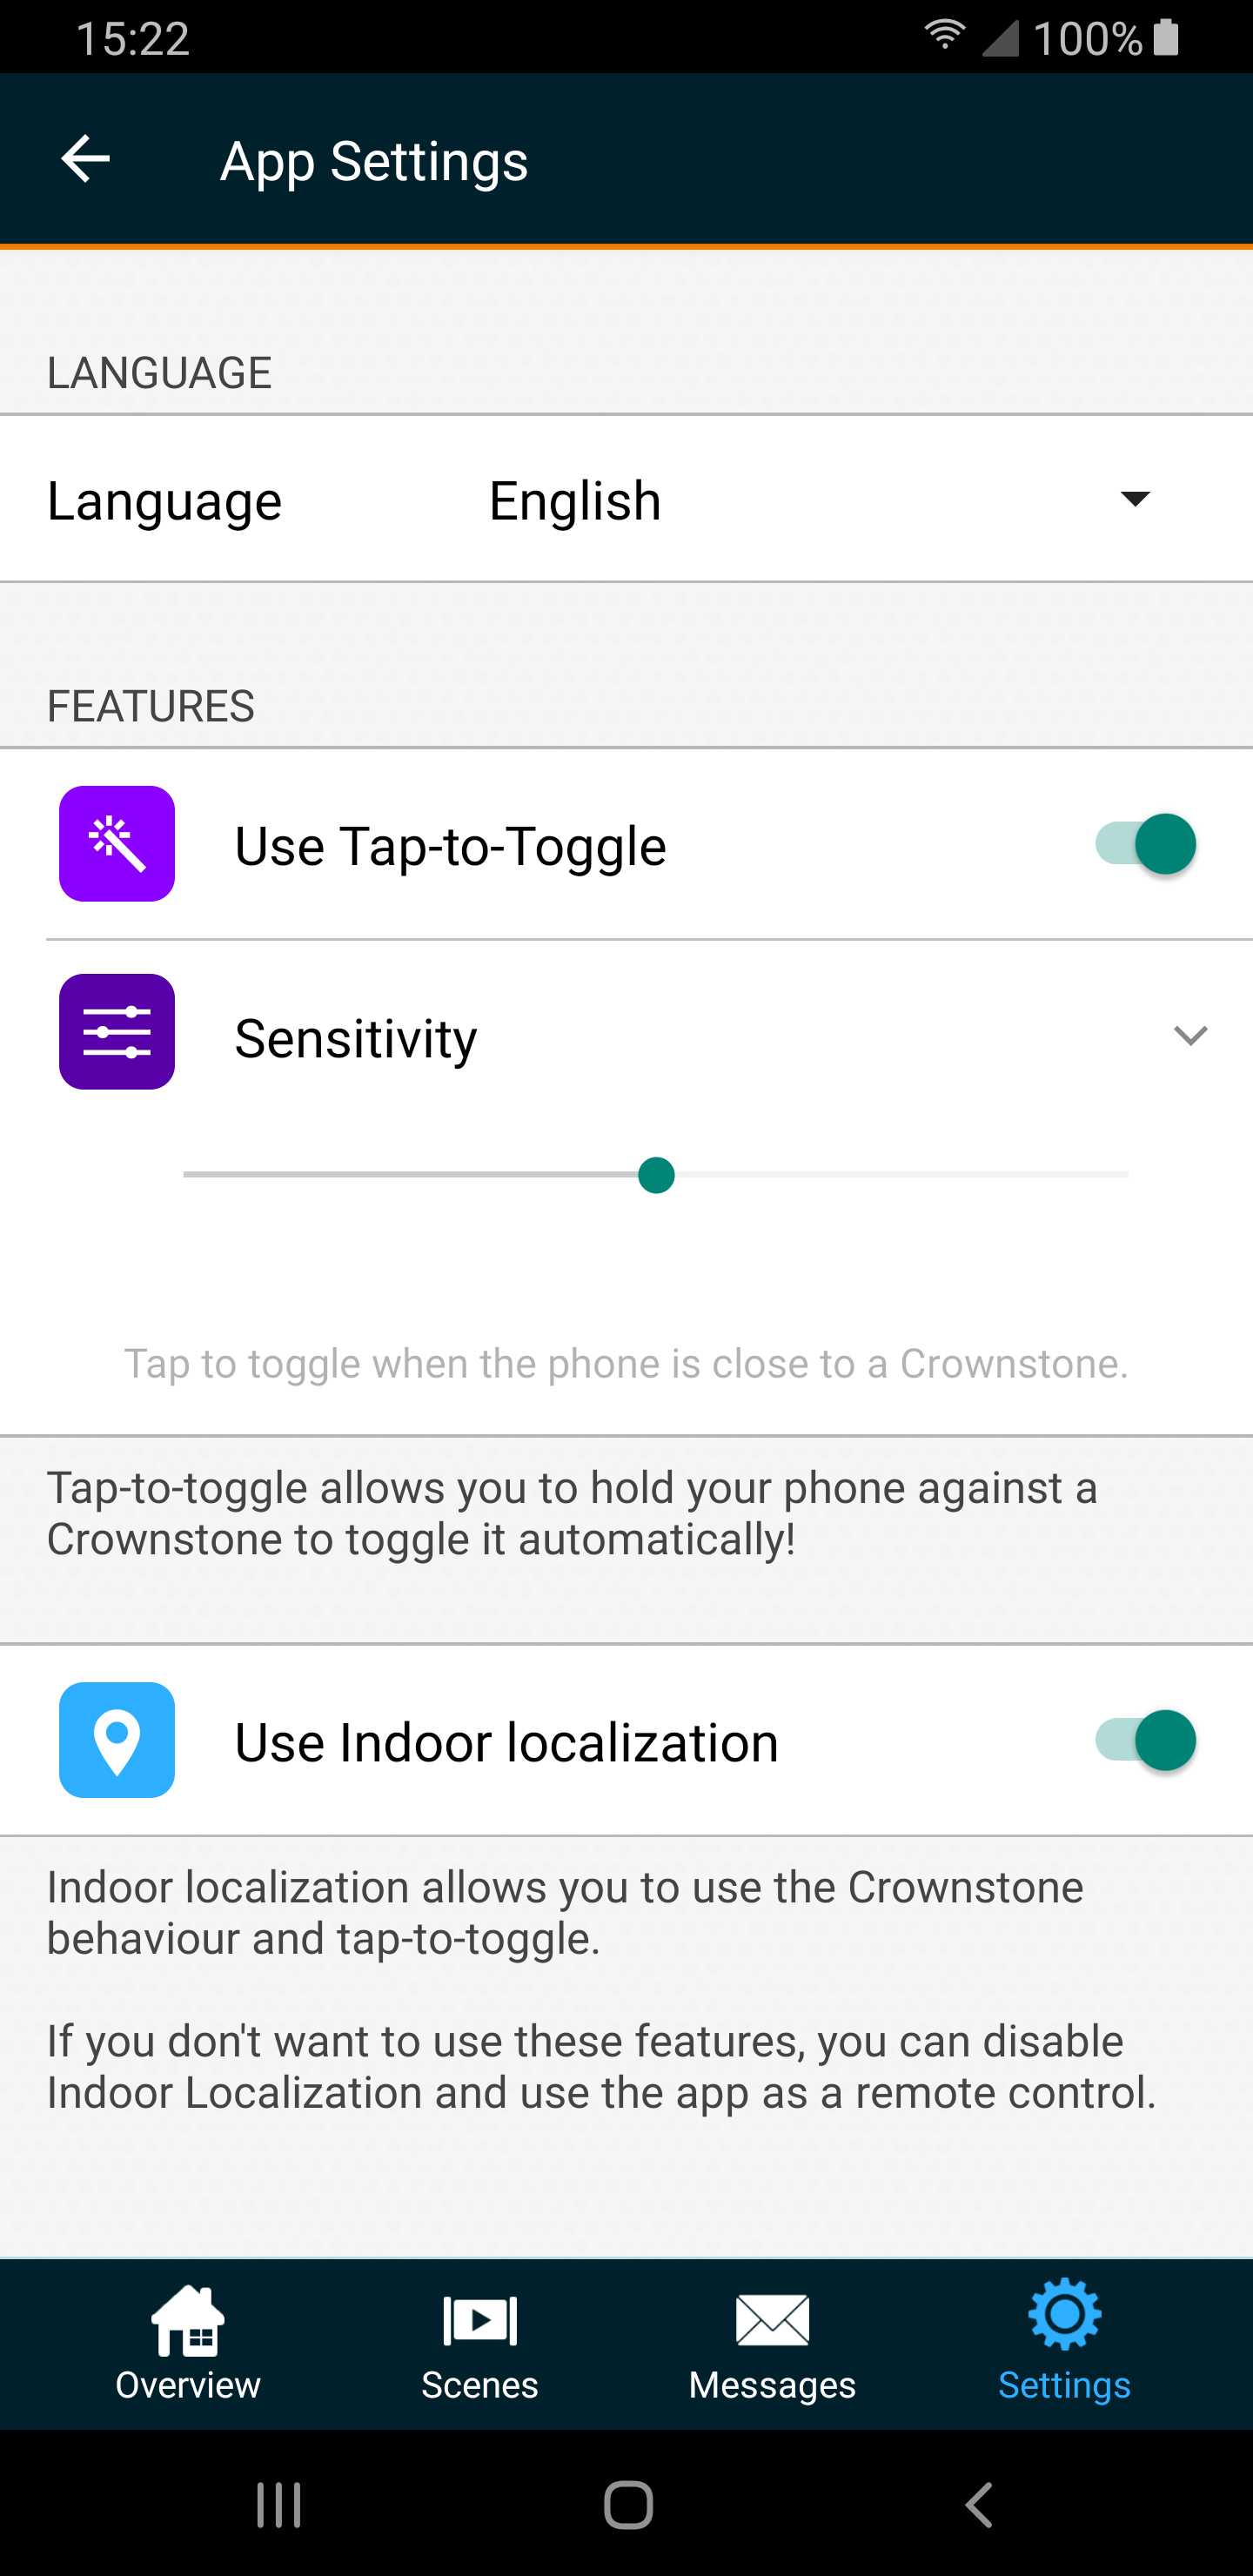 15:22 100%
App Settings
LANGUAGE
Language English
FEATURES
Use Tap-to-Toggle
Sensitivity
Tap to toggle when the phone is close to a Crownstone.
Tap-to-toggle allows you to hold your phone against a
Crownstone to toggle it automatically!
Use Indoor localization
Indoor localization allows you to use the Crownstone
behaviour and tap-to-toggle.
If you don't want to use these features, you can disable
Indoor Localization and use the app as a remote control.
Overview Scenes Messages Settings